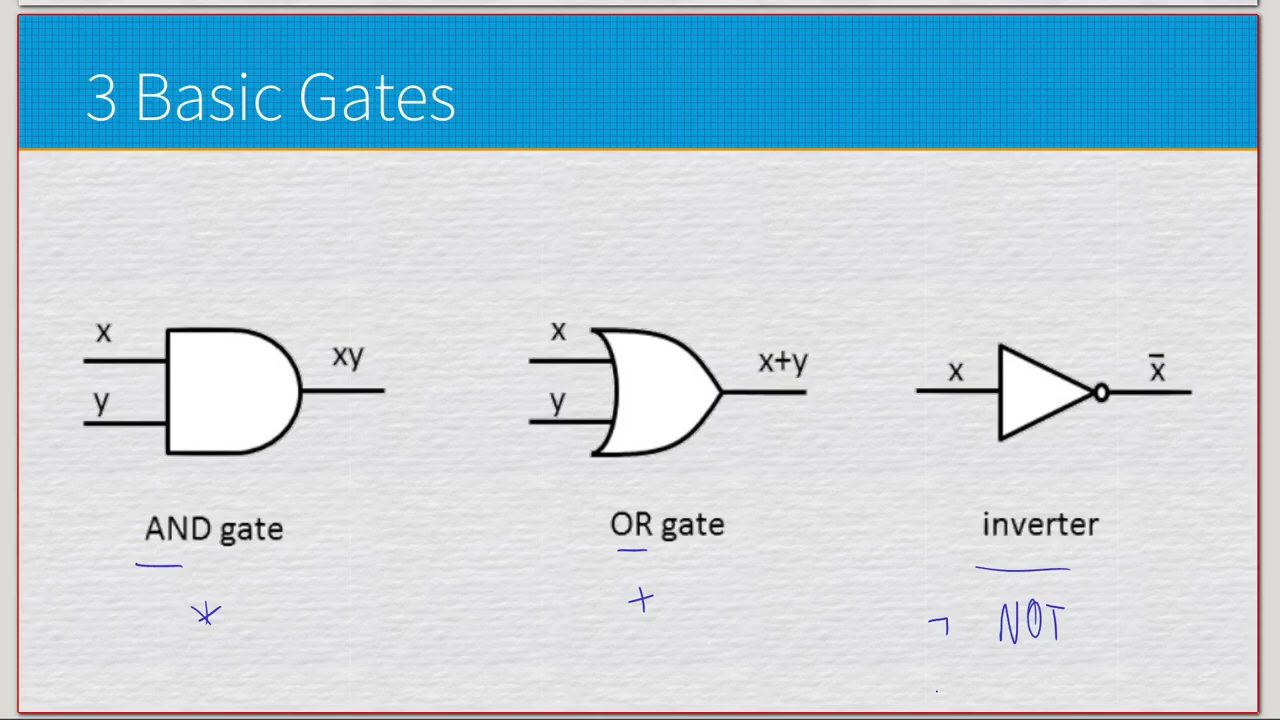 3 Basic Gates
x
y
xy
AND gate
*
x
y
x+y
OR gate
+
x
x̄
inverter
¬ NOT